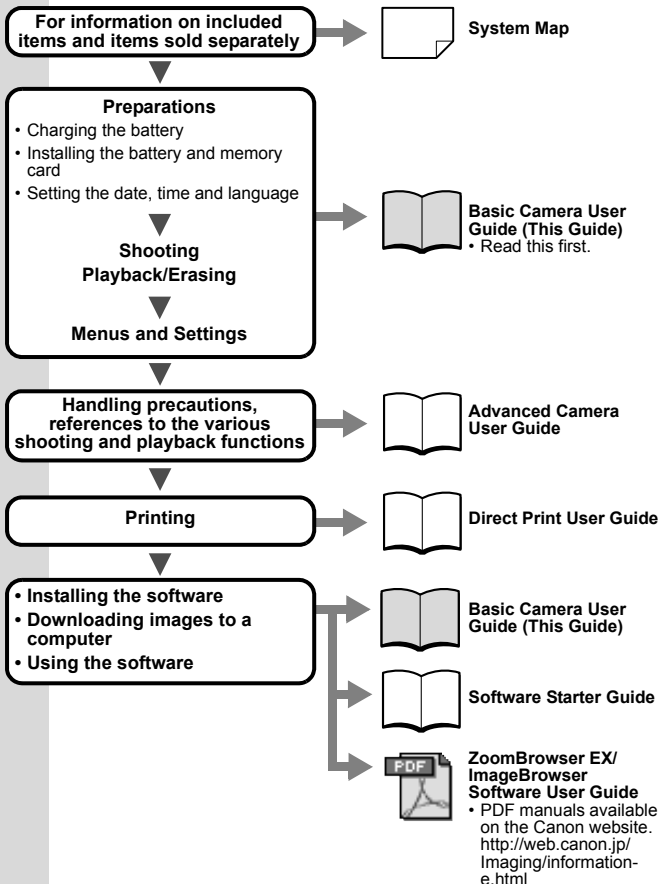 For information on included
items and items sold separately
System Map
Preparations
• Charging the battery
• Installing the battery and memory
card
• Setting the date, time and language
Shooting
Playback/Erasing
Menus and Settings
Basic Camera User
Guide (This Guide)
• Read this first.
Handling precautions,
references to the various
shooting and playback functions
Advanced Camera
User Guide
Printing
Direct Print User Guide
• Installing the software
• Downloading images to a
computer
• Using the software
Basic Camera User
Guide (This Guide)
Software Starter Guide
PDF
ZoomBrowser EX/
ImageBrowser
Software User Guide
• PDF manuals available
on the Canon website.
http://web.canon.jp/
Imaging/information-
e.html